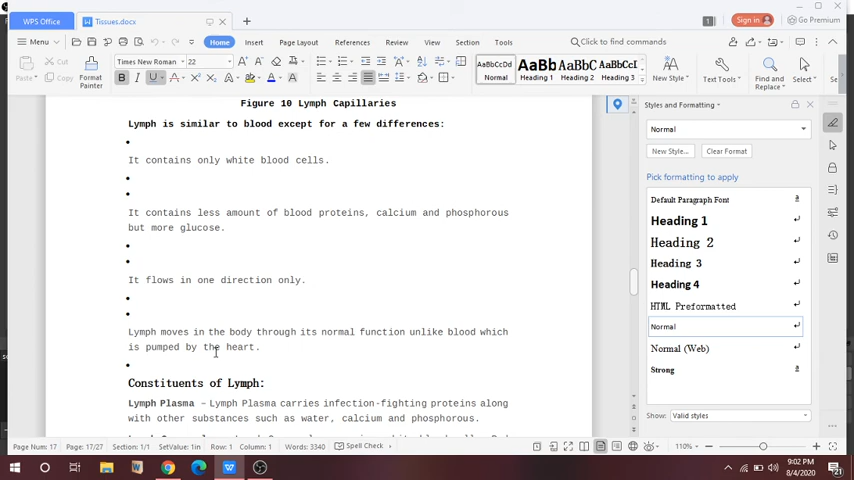 WPS Office
Tissues.docx
Sign in
Go Premium
Menu
Home
Insert
Page Layout
References
Review
View
Section
Tools
Click to find commands
Paste
Cut
Copy
Format Painter
Times New Roman
22
AaBbCcDd
Normal
AaBb
Heading 1
AaBbC
Heading 2
AaBbCcL
Heading 3
New Style
Text Tools
Find and Replace
Select
Figure 10 Lymph Capillaries
Lymph is similar to blood except for a few differences:
It contains only white blood cells.
It contains less amount of blood proteins, calcium and phosphorous
but more glucose.
It flows in one direction only.
Lymph moves in the body through its normal function unlike blood which
is pumped by the heart.
Constituents of Lymph:
Lymph Plasma – Lymph Plasma carries infection-fighting proteins along
with other substances such as water, calcium and phosphorous.
Styles and Formatting
Normal
New Style...
Clear Format
Pick formatting to apply
Default Paragraph Font
Heading 1
Heading 2
Heading 3
Heading 4
HTML Preformatted
Normal
Normal (Web)
Strong
Show: Valid styles
Page Num: 17
Page: 17/27
Section: 1/1
SetValue: 1in
Row: 1
Column: 1
Words: 3340
Spell Check
110%
9:02 PM
8/4/2020